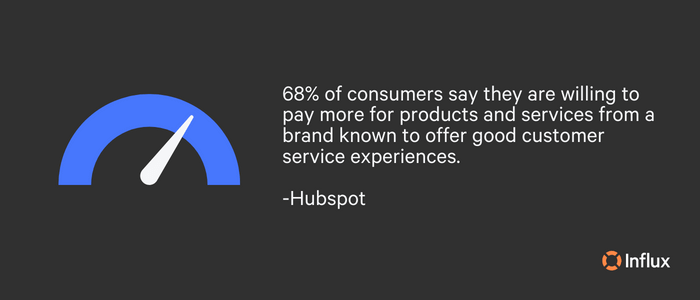 68% of consumers say they are willing to
pay more for products and services from a
brand known to offer good customer
service experiences.
-Hubspot
Influx